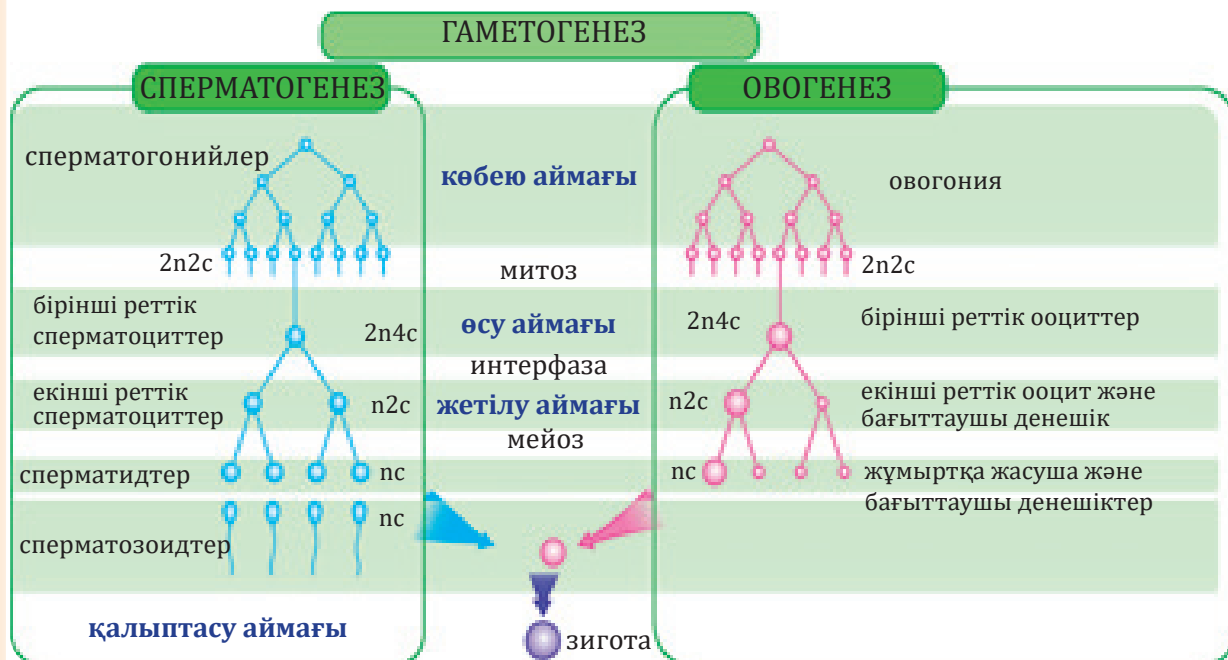 ГАМЕТОГЕНЕЗ
СПЕРМАТОГЕНЕЗ
ОВОГЕНЕЗ
сперматогонийлер
көбею аймағы
овогония
2n2c
митоз
2n2c
бірінші реттік
сперматоциттер
2n4c
өсу аймағы
2n4c
бірінші реттік ооциттер
интерфаза
екінші реттік
сперматоциттер
n2c
жетілу аймағы
n2c
екінші реттік ооцит және
бағыттаушы денешік
мейоз
сперматидтер
nc
nc
жұмыртқа жасуша және
бағыттаушы денешіктер
nc
сперматозоидтер
қалыптасу аймағы
зигота